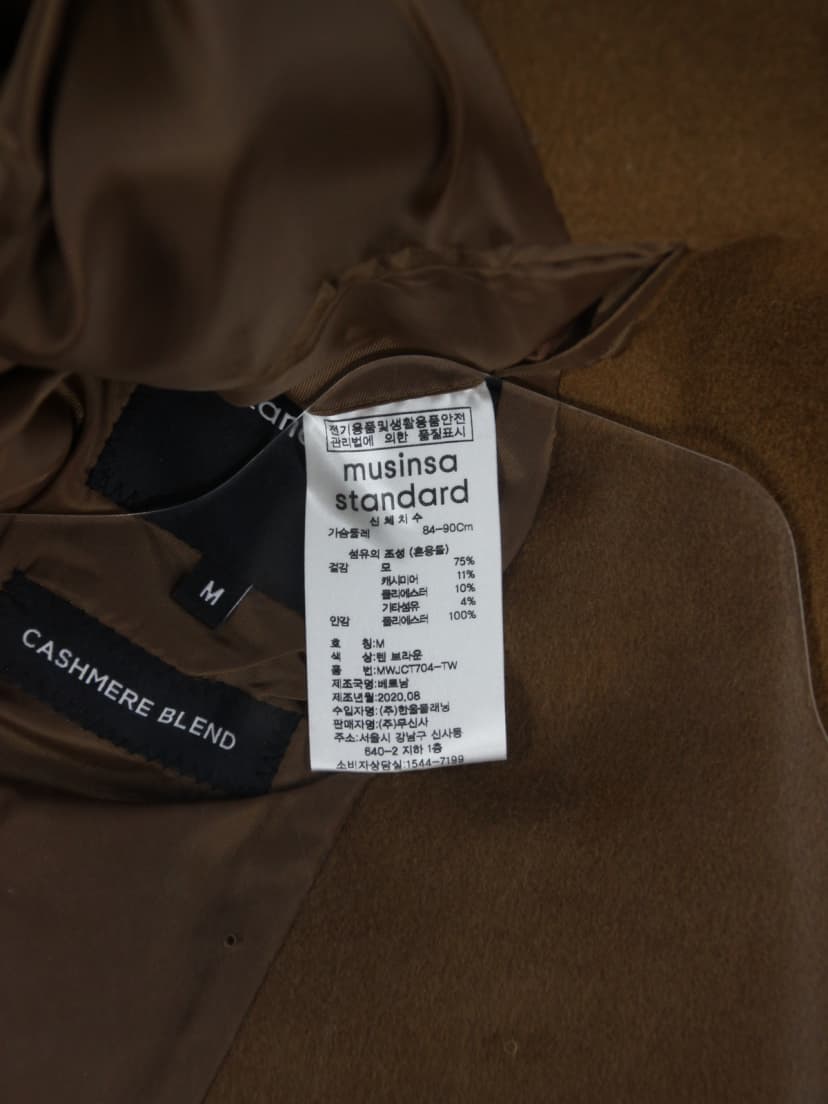 전기용품및생활용품안전
관리법에 의한 품질표시
musinsa
standard
신체치수
가슴둘레 84-90Cm
섬유의 조성 (혼용률)
겉감 모 75%
캐시미어 11%
폴리에스터 10%
기타섬유 4%
안감 폴리에스터 100%
호 칭:M
색 상:텐 브라운
품 번:MWJCT704-TW
제조국명:베트남
제조년월:2020.08
수입자명:(주)한울플래닝
판매자명:(주)무신사
주소:서울시 강남구 신사동
640-2 지하 1층
소비자상담실:1544-7199
M
CASHMERE BLEND